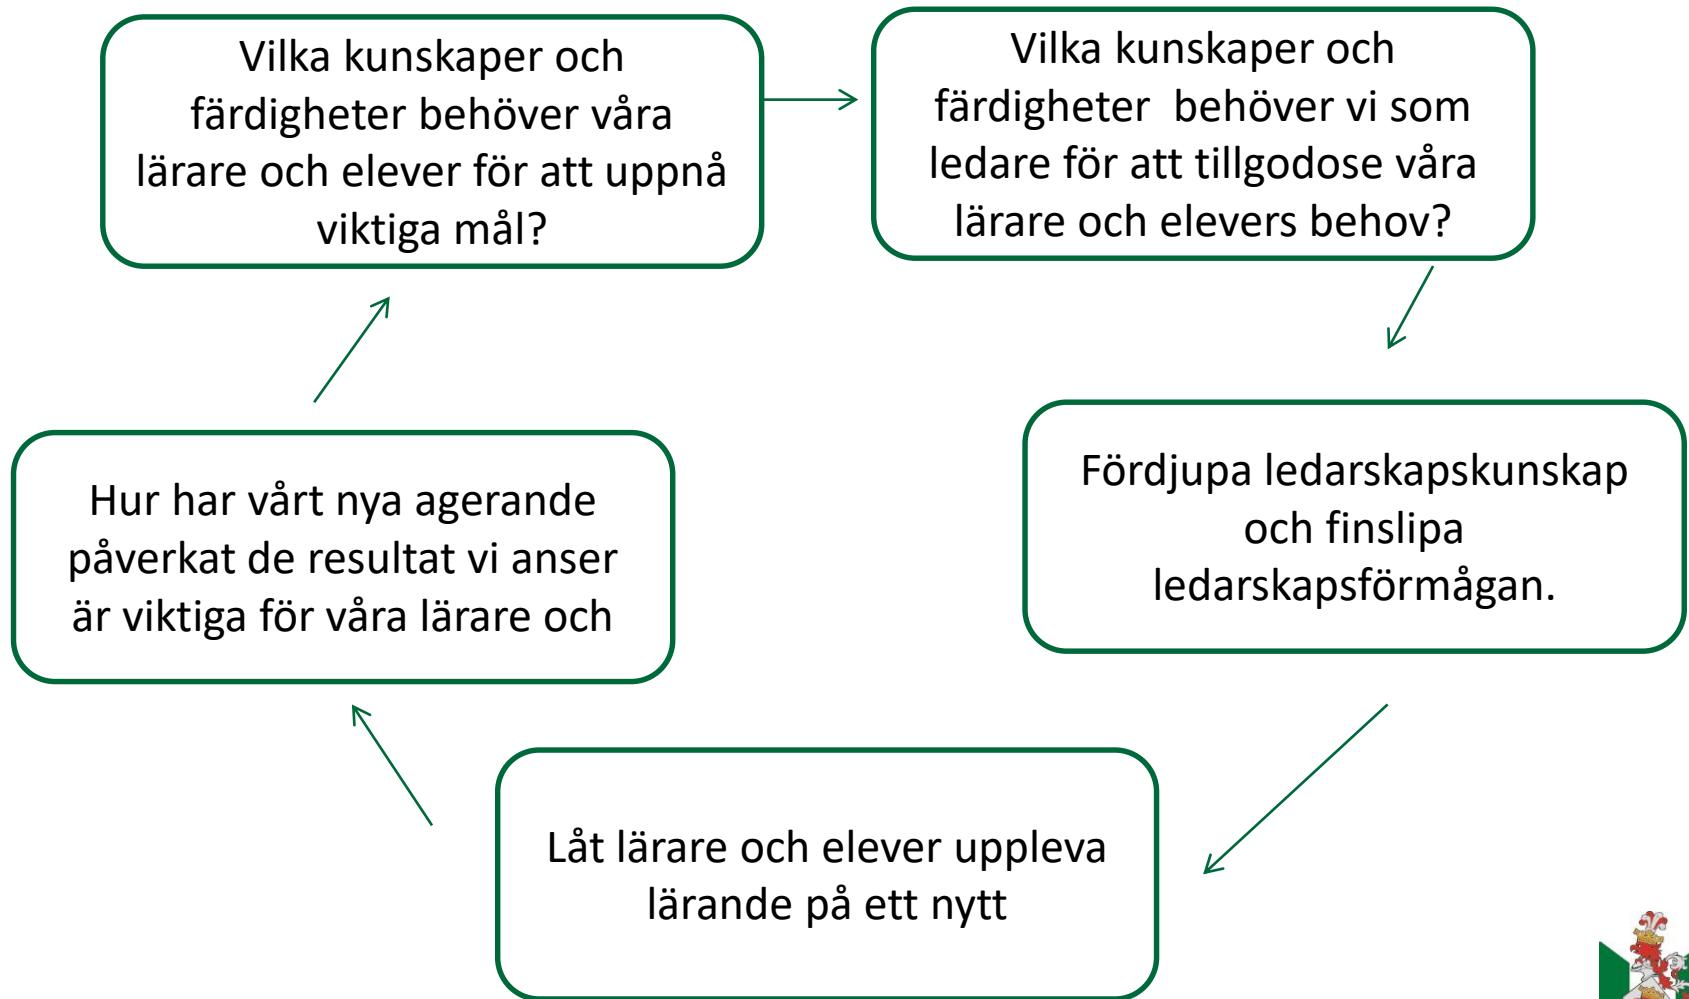 Vilka kunskaper och
färdigheter behöver våra
lärare och elever för att uppnå
viktiga mål?
Vilka kunskaper och
färdigheter  behöver vi som
ledare för att tillgodose våra
lärare och elevers behov?
Fördjupa ledarskapskunskap
och finslipa
ledarskapsförmågan.
Låt lärare och elever uppleva
lärande på ett nytt
Hur har vårt nya agerande
påverkat de resultat vi anser
är viktiga för våra lärare och